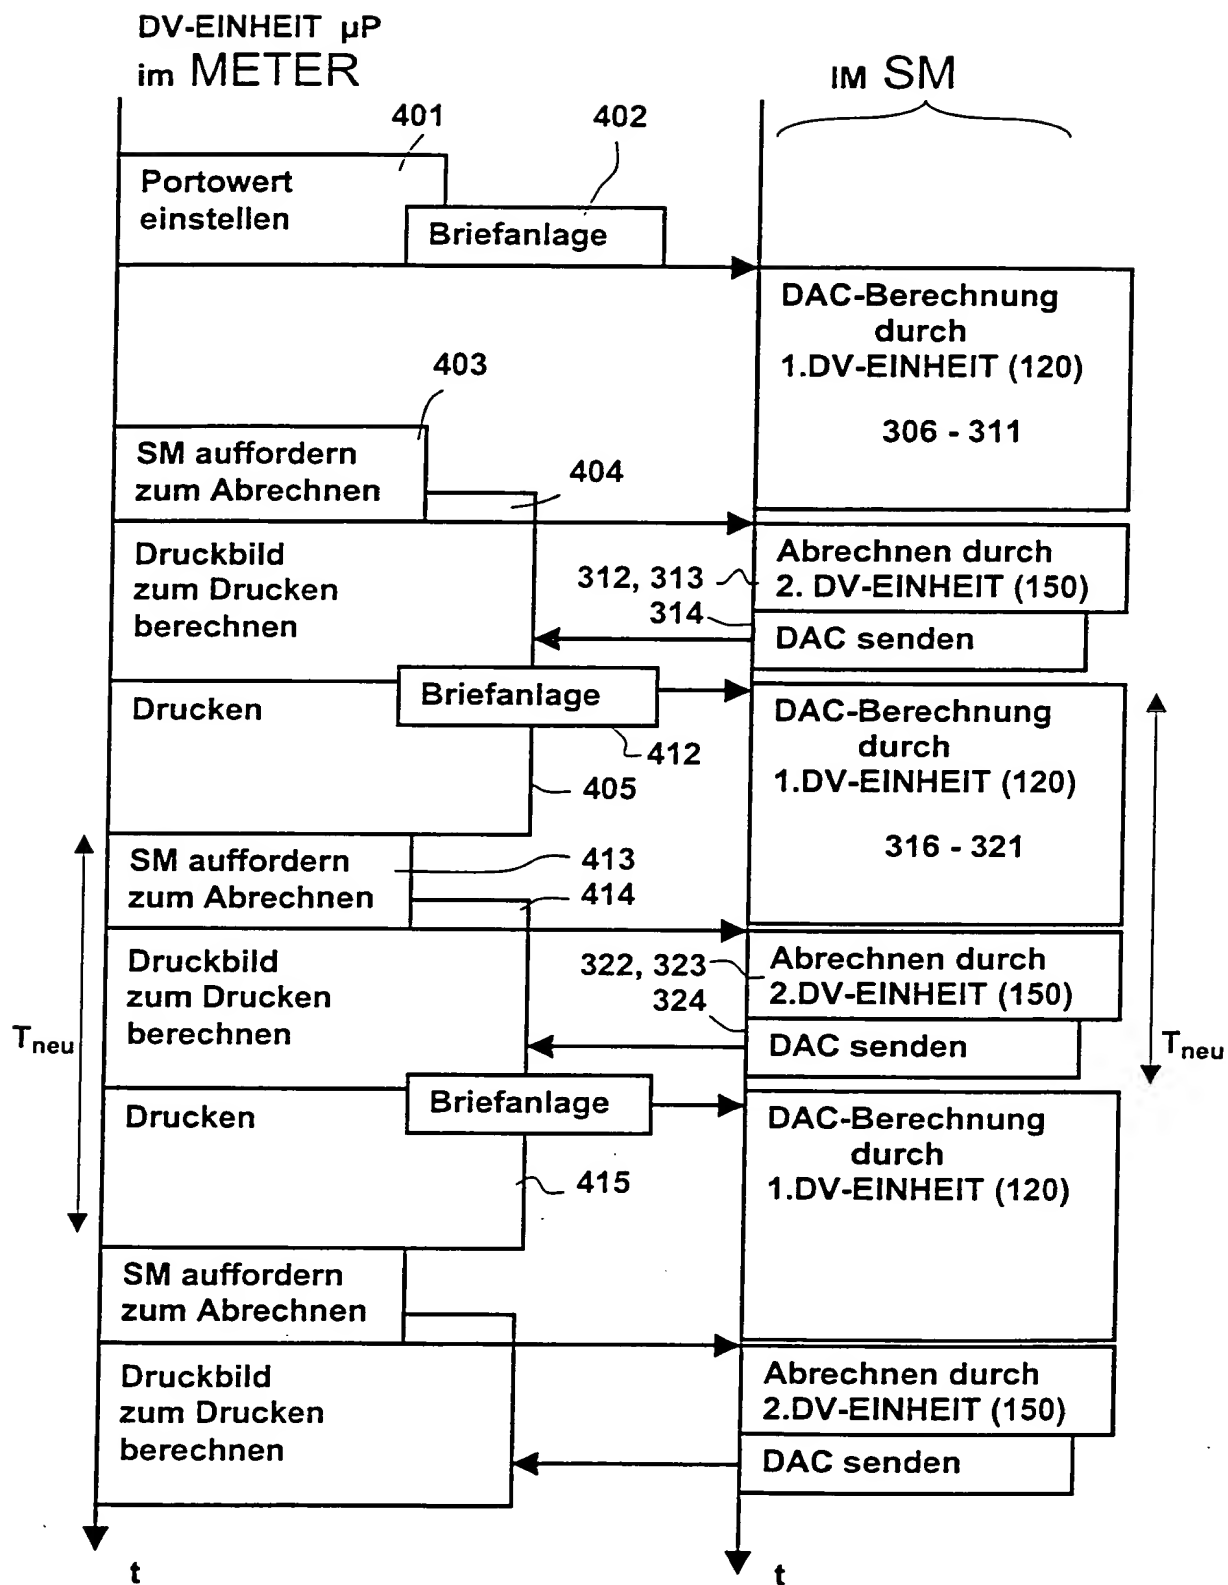 DV-EINHEIT µP
im METER
IM SM
401
402
Portowert
einstellen
Briefanlage
DAC-Berechnung
durch
1.DV-EINHEIT (120)
306 - 311
403
SM auffordern
zum Abrechnen
404
Druckbild
zum Drucken
berechnen
312, 313
314
Abrechnen durch
2. DV-EINHEIT (150)
DAC senden
Briefanlage
Drucken
412
405
DAC-Berechnung
durch
1.DV-EINHEIT (120)
316 - 321
SM auffordern
zum Abrechnen
413
414
Druckbild
zum Drucken
berechnen
322, 323
324
Abrechnen durch
2.DV-EINHEIT (150)
DAC senden
Tneu
Tneu
Briefanlage
Drucken
415
DAC-Berechnung
durch
1.DV-EINHEIT (120)
SM auffordern
zum Abrechnen
Druckbild
zum Drucken
berechnen
Abrechnen durch
2.DV-EINHEIT (150)
DAC senden
t
t